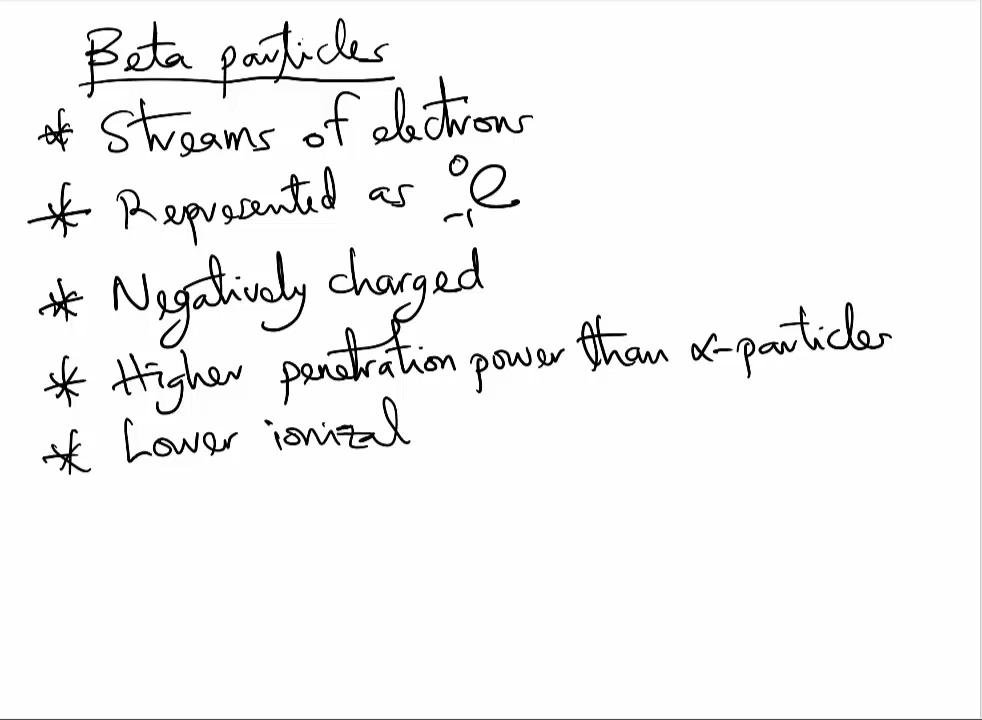 Beta particles
* Streams of electrons
* Represented as ⁰₋₁e
* Negatively charged
* Higher penetration power than α-particles
* Lower ionizal